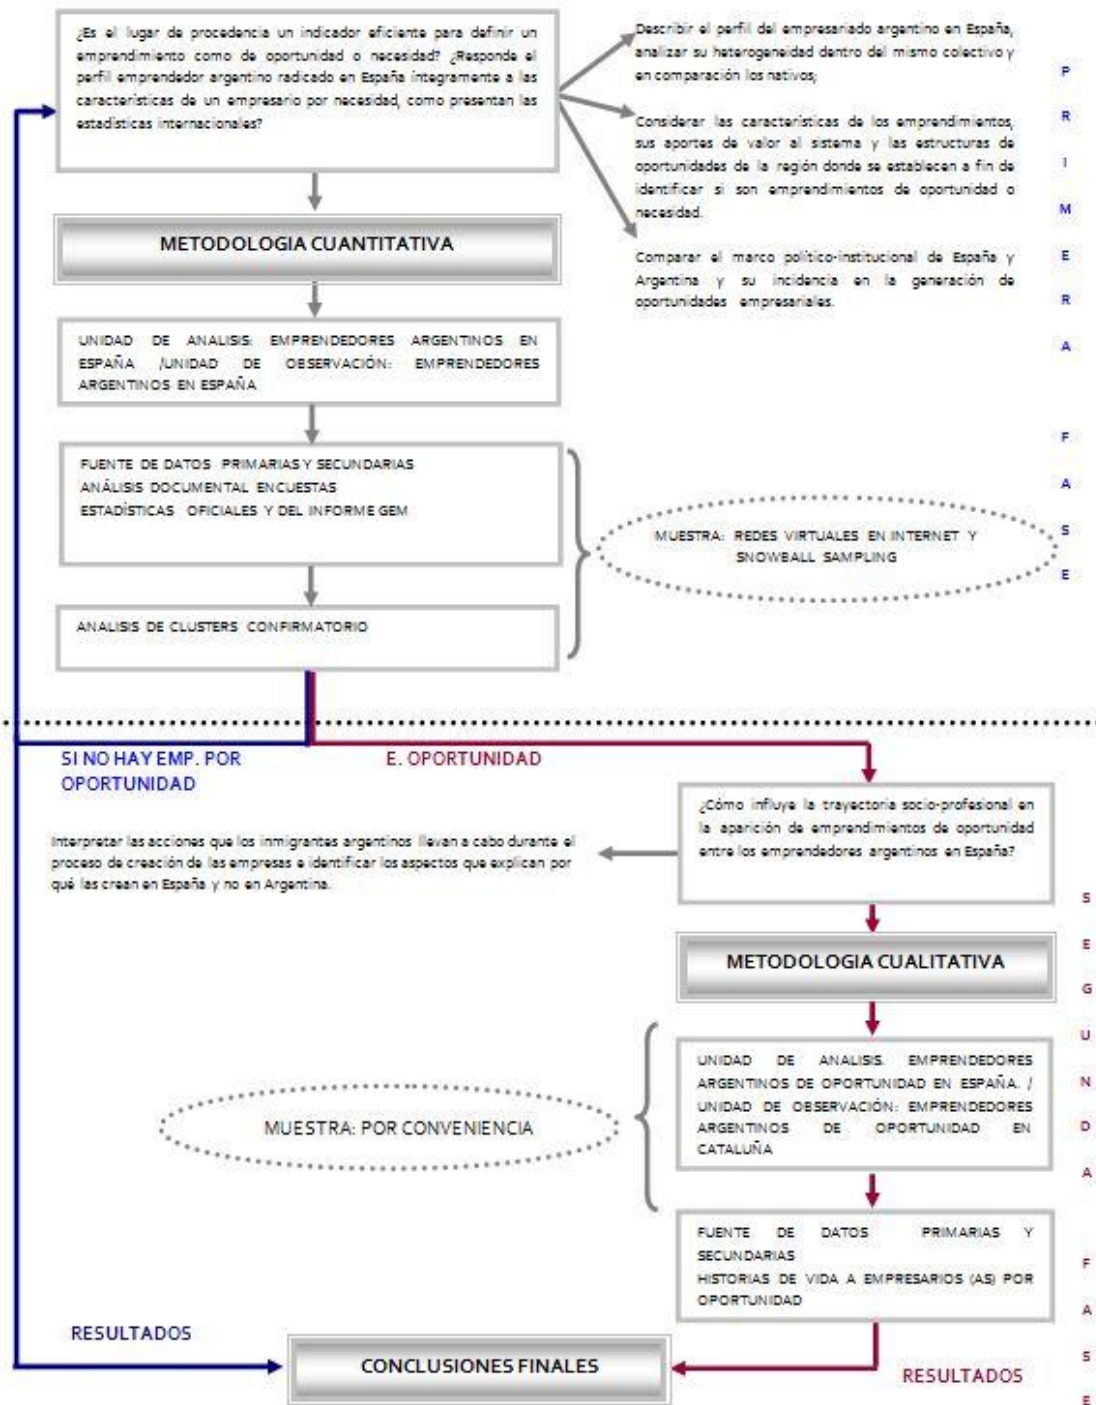 ¿Es el lugar de procedencia un indicador eficiente para definir un
emprendimiento como de oportunidad o necesidad? ¿Responde el
perfil emprendedor argentino radicado en España íntegramente a las
características de un empresario por necesidad, como presentan las
estadísticas internacionales?
Describir el perfil del empresariado argentino en España,
analizar su heterogeneidad dentro del mismo colectivo y
en comparación los nativos;
Considerar las características de los emprendimientos,
sus aportes de valor al sistema y las estructuras de
oportunidades de la región donde se establecen a fin de
identificar si son emprendimientos de oportunidad o
necesidad.
Comparar el marco político-institucional de España y
Argentina y su incidencia en la generación de
oportunidades empresariales.
PRIMERA FASE
METODOLOGIA CUANTITATIVA
UNIDAD DE ANALISIS: EMPRENDEDORES ARGENTINOS EN
ESPAÑA /UNIDAD DE OBSERVACIÓN: EMPRENDEDORES
ARGENTINOS EN ESPAÑA
FUENTE DE DATOS PRIMARIAS Y SECUNDARIAS
ANÁLISIS DOCUMENTAL ENCUESTAS
ESTADÍSTICAS OFICIALES Y DEL INFORME GEM
MUESTRA: REDES VIRTUALES EN INTERNET Y
SNOWBALL SAMPLING
ANALISIS DE CLUSTERS CONFIRMATORIO
SI NO HAY EMP. POR
OPORTUNIDAD
E. OPORTUNIDAD
¿Cómo influye la trayectoria socio-profesional en
la aparición de emprendimientos de oportunidad
entre los emprendedores argentinos en España?
Interpretar las acciones que los inmigrantes argentinos llevan a cabo durante el
proceso de creación de las empresas e identificar los aspectos que explican por
qué las crean en España y no en Argentina.
SEGUNDA FASE
METODOLOGIA CUALITATIVA
UNIDAD DE ANALISIS. EMPRENDEDORES
ARGENTINOS DE OPORTUNIDAD EN ESPAÑA. /
UNIDAD DE OBSERVACIÓN: EMPRENDEDORES
ARGENTINOS DE OPORTUNIDAD EN
CATALUÑA
MUESTRA: POR CONVENIENCIA
FUENTE DE DATOS PRIMARIAS Y
SECUNDARIAS
HISTORIAS DE VIDA A EMPRESARIOS (AS) POR
OPORTUNIDAD
RESULTADOS
CONCLUSIONES FINALES
RESULTADOS